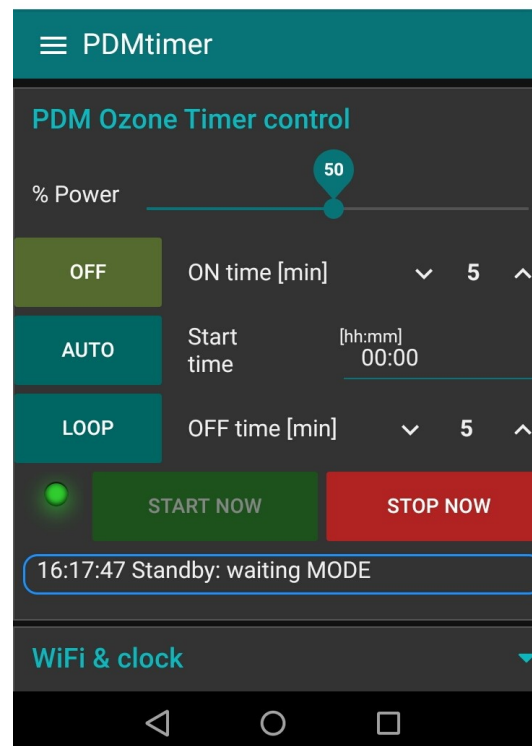 PDMtimer
PDM Ozone Timer control
50
% Power
OFF
ON time [min]
5
AUTO
Start
time
[hh:mm]
00:00
LOOP
OFF time [min]
5
START NOW
STOP NOW
16:17:47 Standby: waiting MODE
WiFi & clock